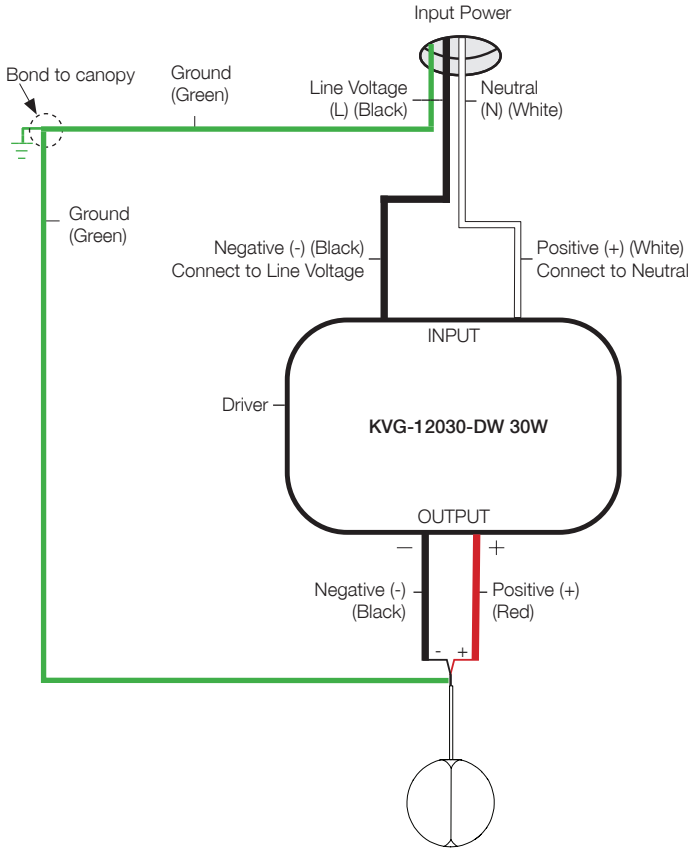 Input Power
Bond to canopy
Ground
(Green)
Line Voltage
(L) (Black)
Neutral
(N) (White)
Ground
(Green)
Negative (-) (Black)
Connect to Line Voltage
Positive (+) (White)
Connect to Neutral
INPUT
Driver
KVG-12030-DW 30W
OUTPUT
— +
Negative (-)
(Black)
Positive (+)
(Red)
- +